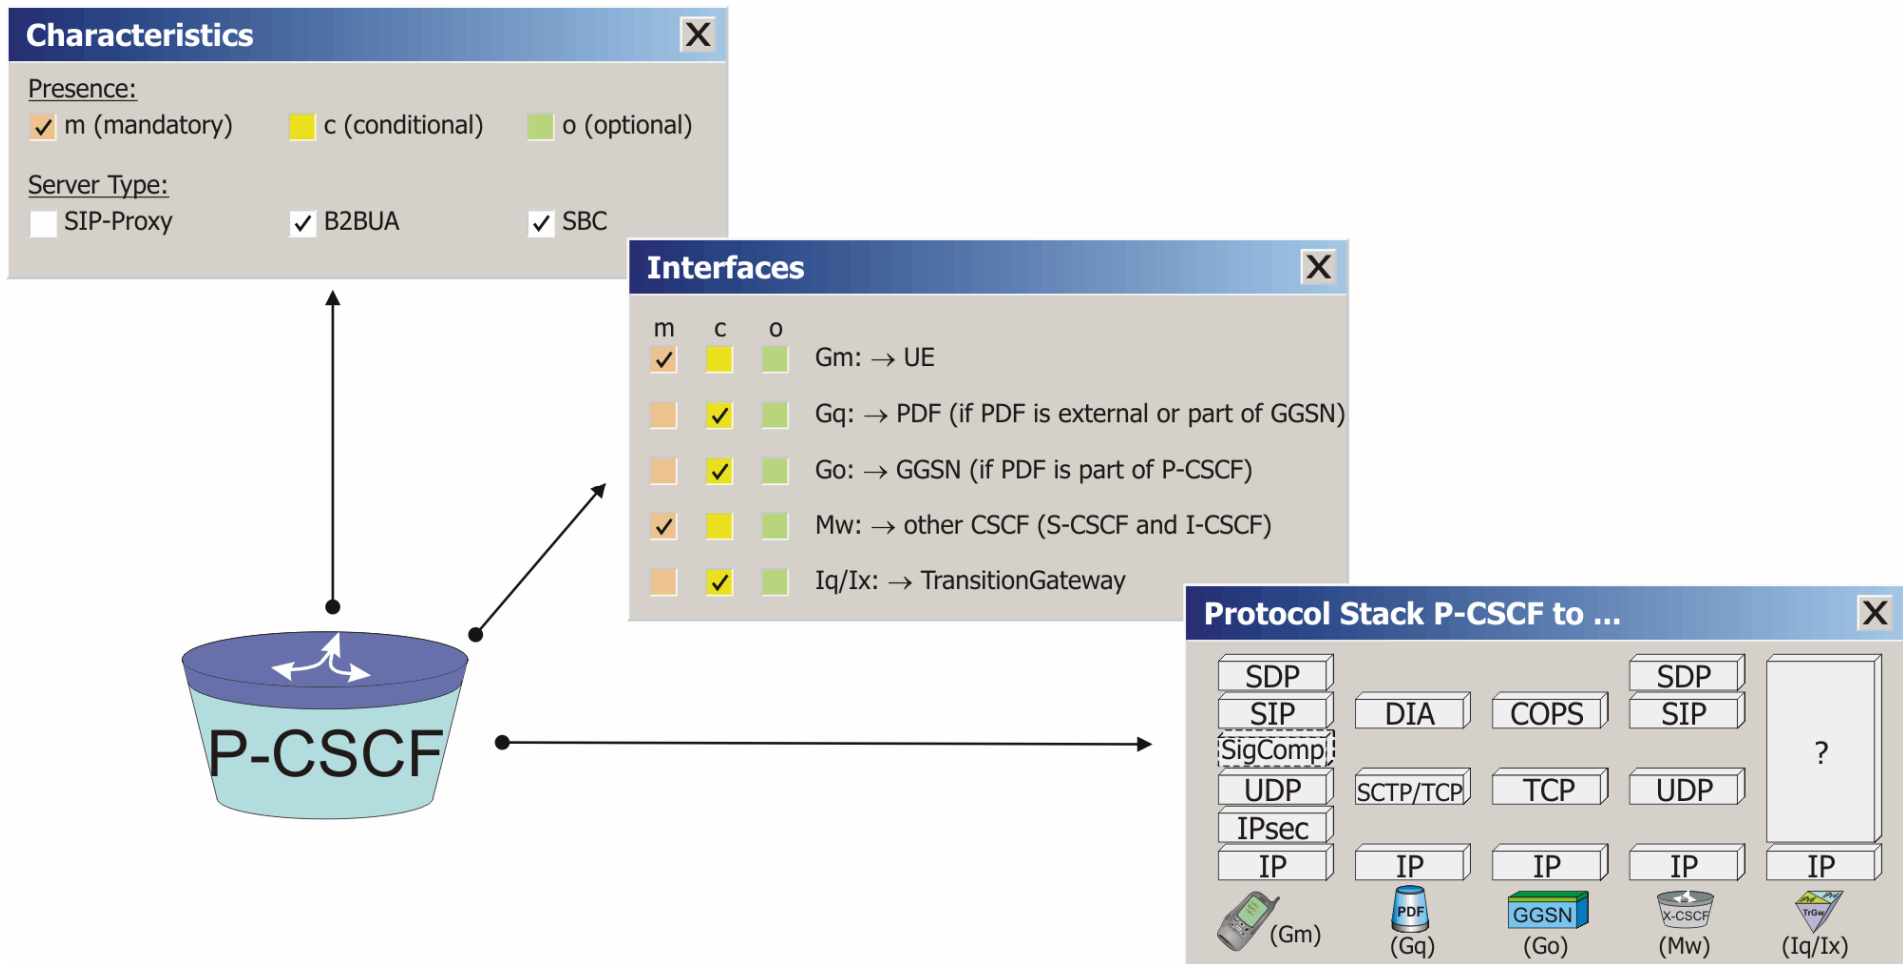 Characteristics X
Presence:
m (mandatory) c (conditional) o (optional)
Server Type:
SIP-Proxy B2BUA SBC
Interfaces X
m c o
Gm: → UE
Gq: → PDF (if PDF is external or part of GGSN)
Go: → GGSN (if PDF is part of P-CSCF)
Mw: → other CSCF (S-CSCF and I-CSCF)
Iq/Ix: → TransitionGateway
P-CSCF
Protocol Stack P-CSCF to ... X
SDP SDP
SIP DIA COPS SIP
SigComp ?
UDP SCTP/TCP TCP UDP
IPsec
IP IP IP IP IP
PDF GGSN X-CSCF TrGw
(Gm) (Gq) (Go) (Mw) (Iq/Ix)